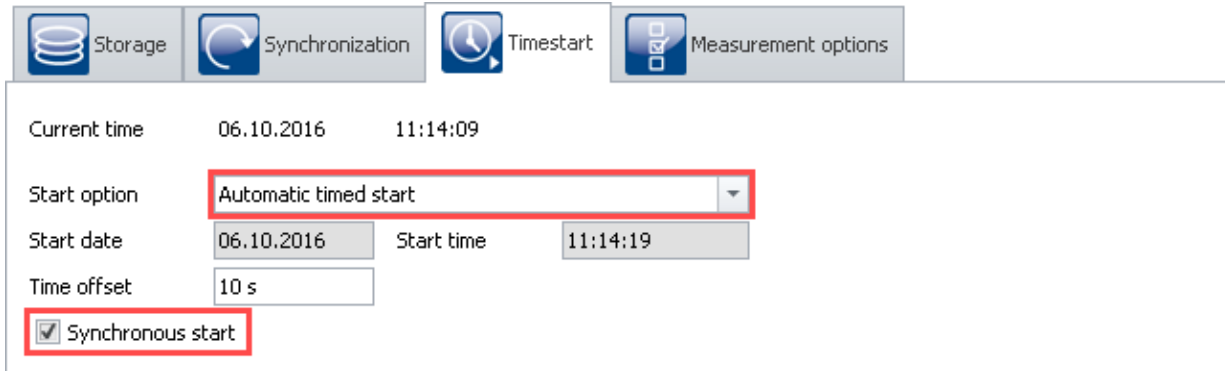 Storage Synchronization Timestart Measurement options
Current time 06.10.2016 11:14:09
Start option Automatic timed start
Start date 06.10.2016 Start time 11:14:19
Time offset 10 s
Synchronous start